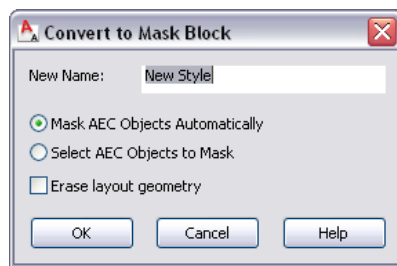 Convert to Mask Block
New Name: New Style
Mask AEC Objects Automatically
Select AEC Objects to Mask
Erase layout geometry
OK Cancel Help